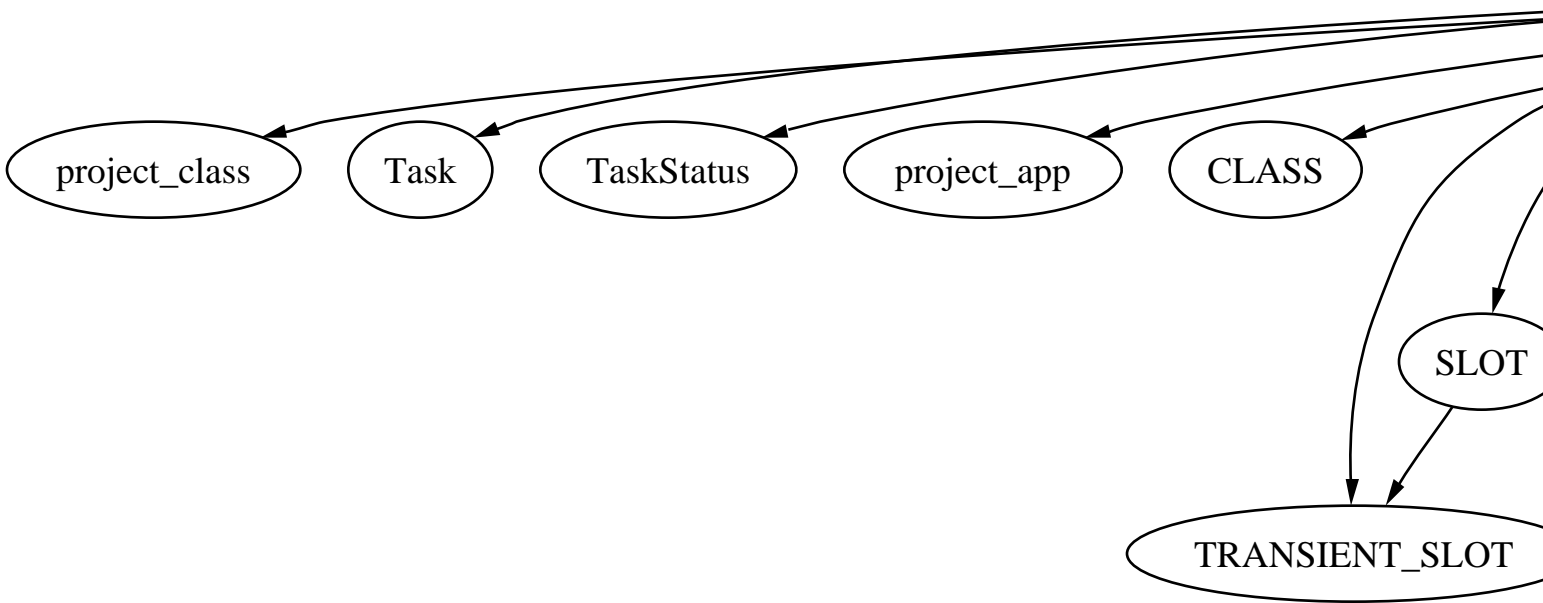 project_class
Task
TaskStatus
project_app
CLASS
SLOT
TRANSIENT_SLOT